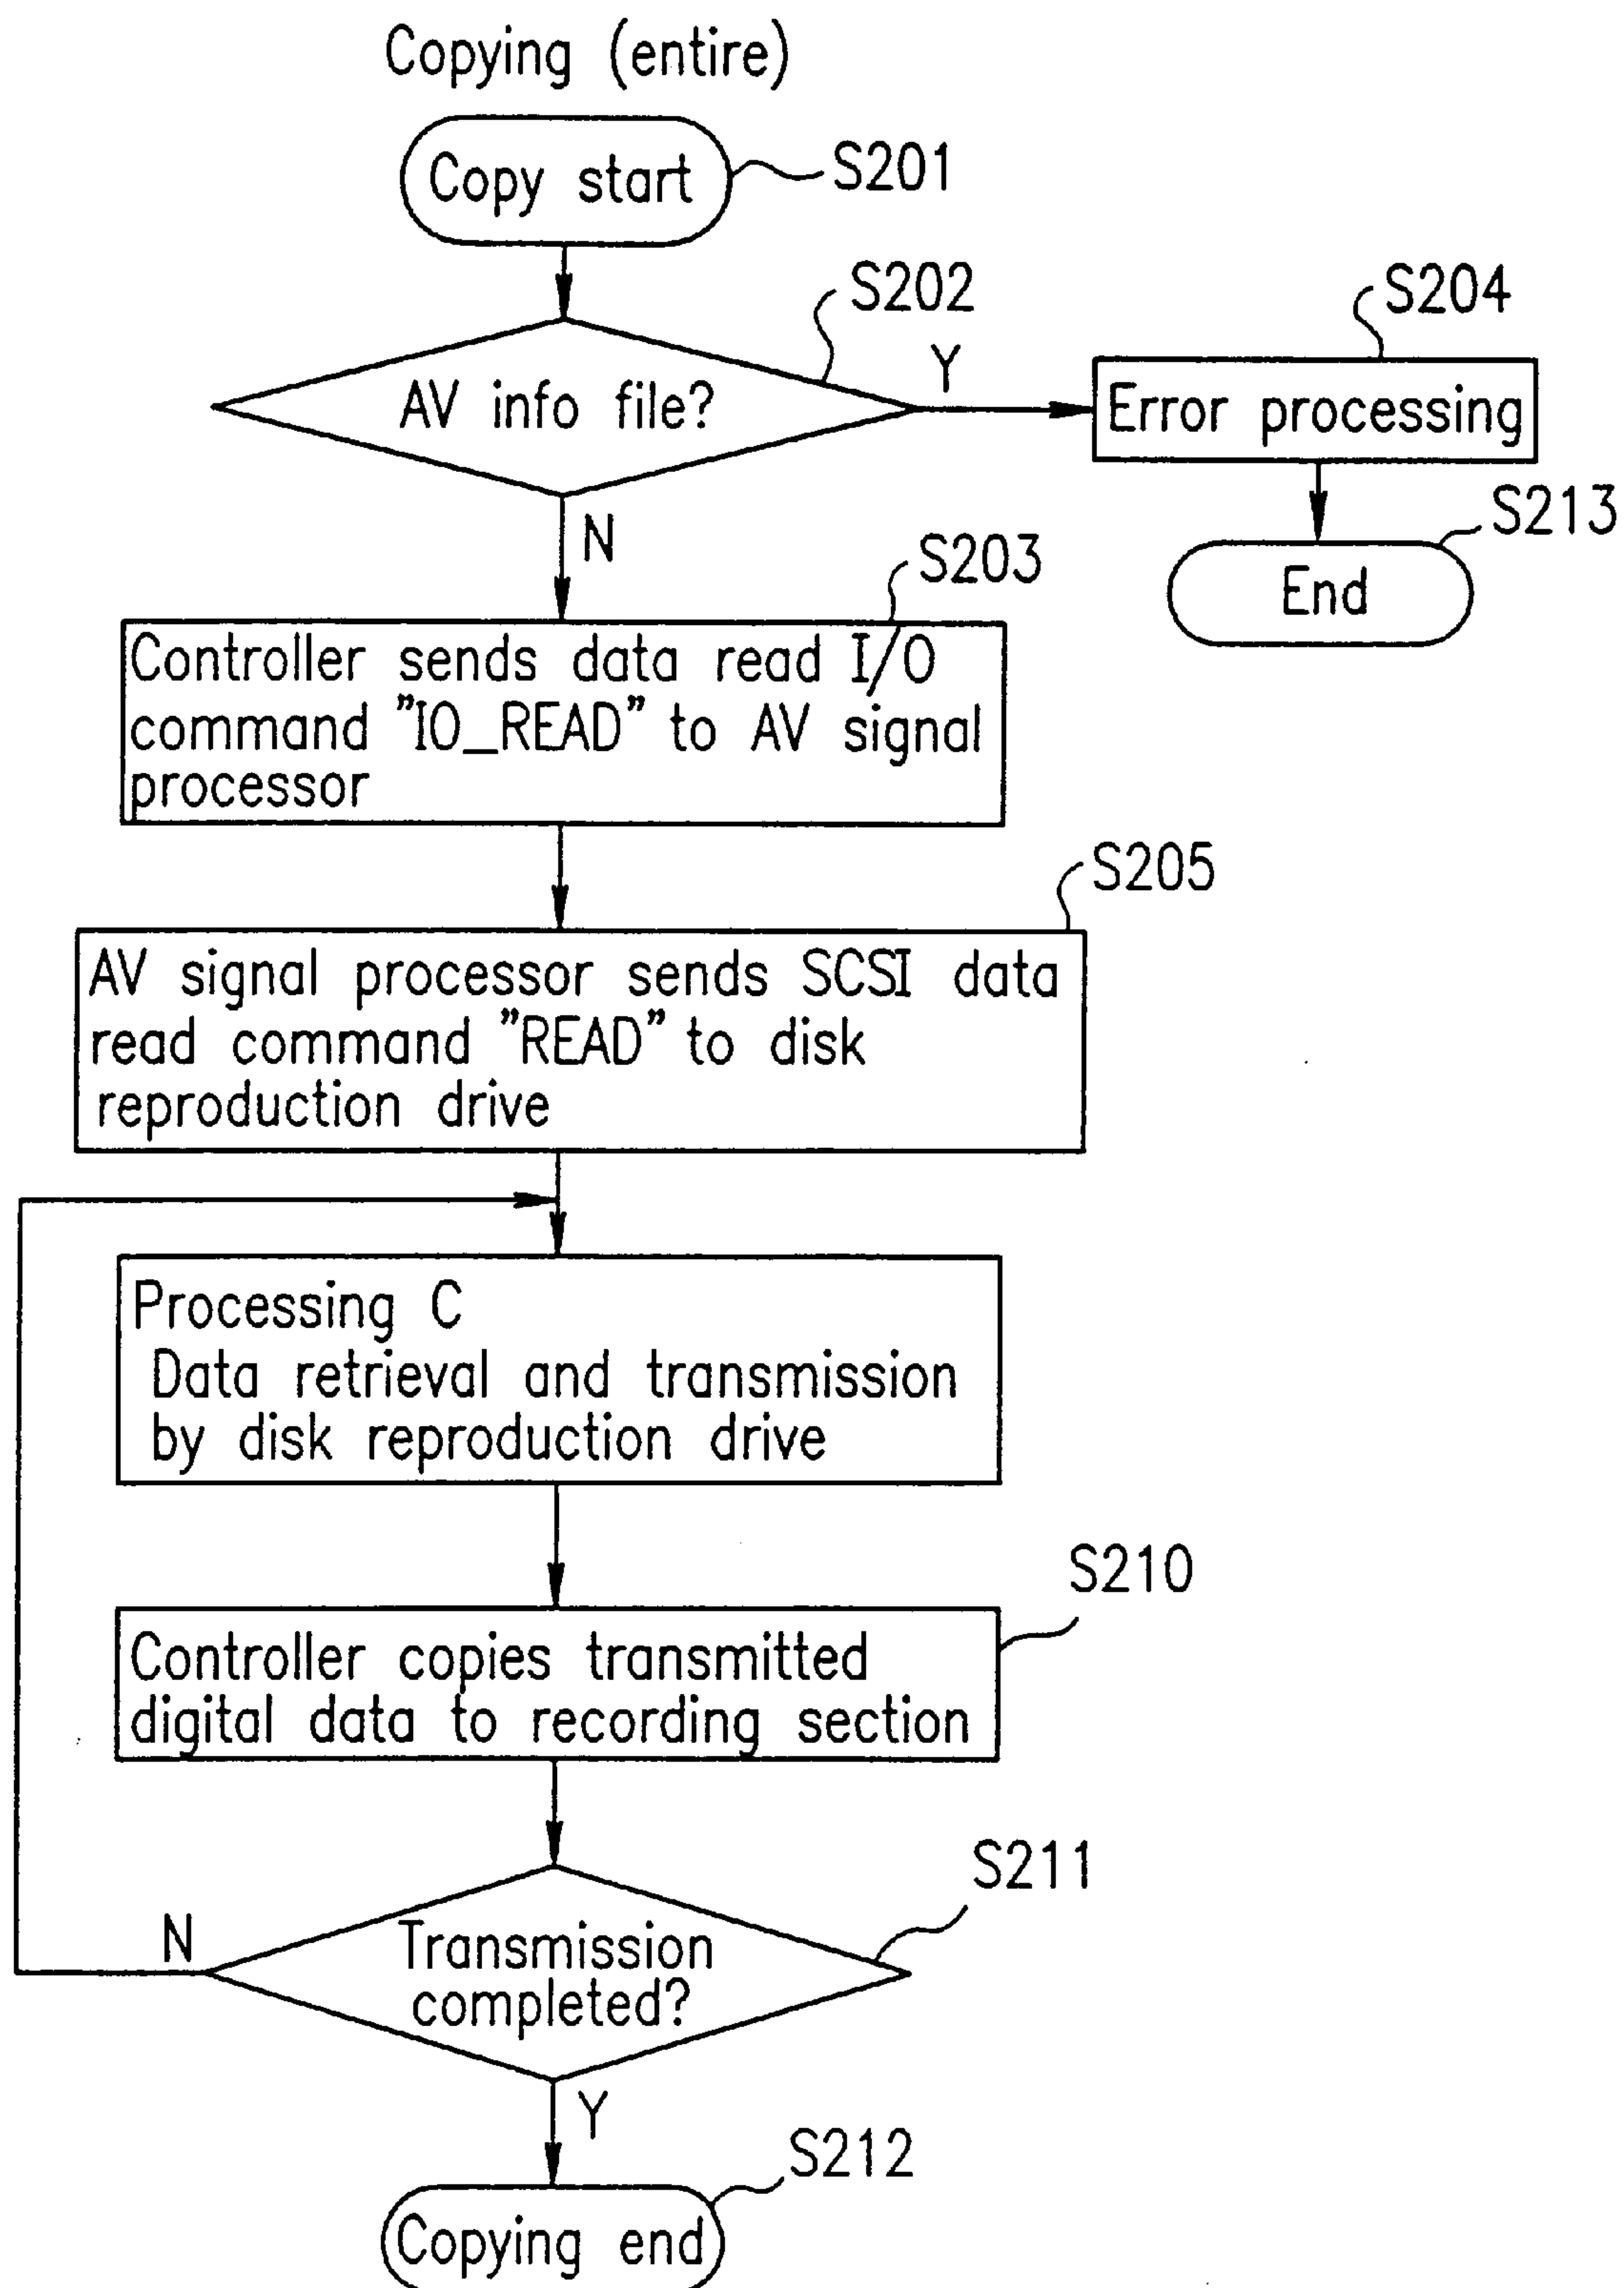 Copying (entire)
Copy start
S201
S202
AV info file?
Y
S204
Error processing
N
S213
End
S203
Controller sends data read I/O
command "IO_READ" to AV signal
processor
S205
AV signal processor sends SCSI data
read command "READ" to disk
reproduction drive
Processing C
Data retrieval and transmission
by disk reproduction drive
S210
Controller copies transmitted
digital data to recording section
S211
N
Transmission
completed?
Y
S212
Copying end